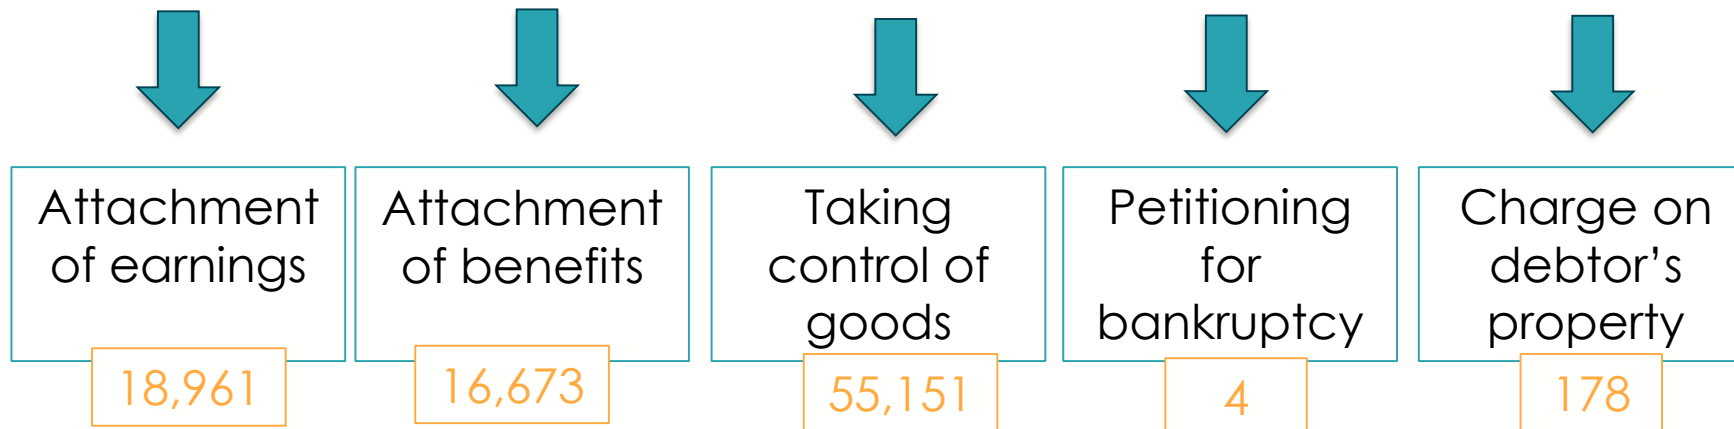 Attachment
of earnings
18,961
Attachment
of benefits
16,673
Taking
control of
goods
55,151
Petitioning
for
bankruptcy
4
Charge on
debtor’s
property
178